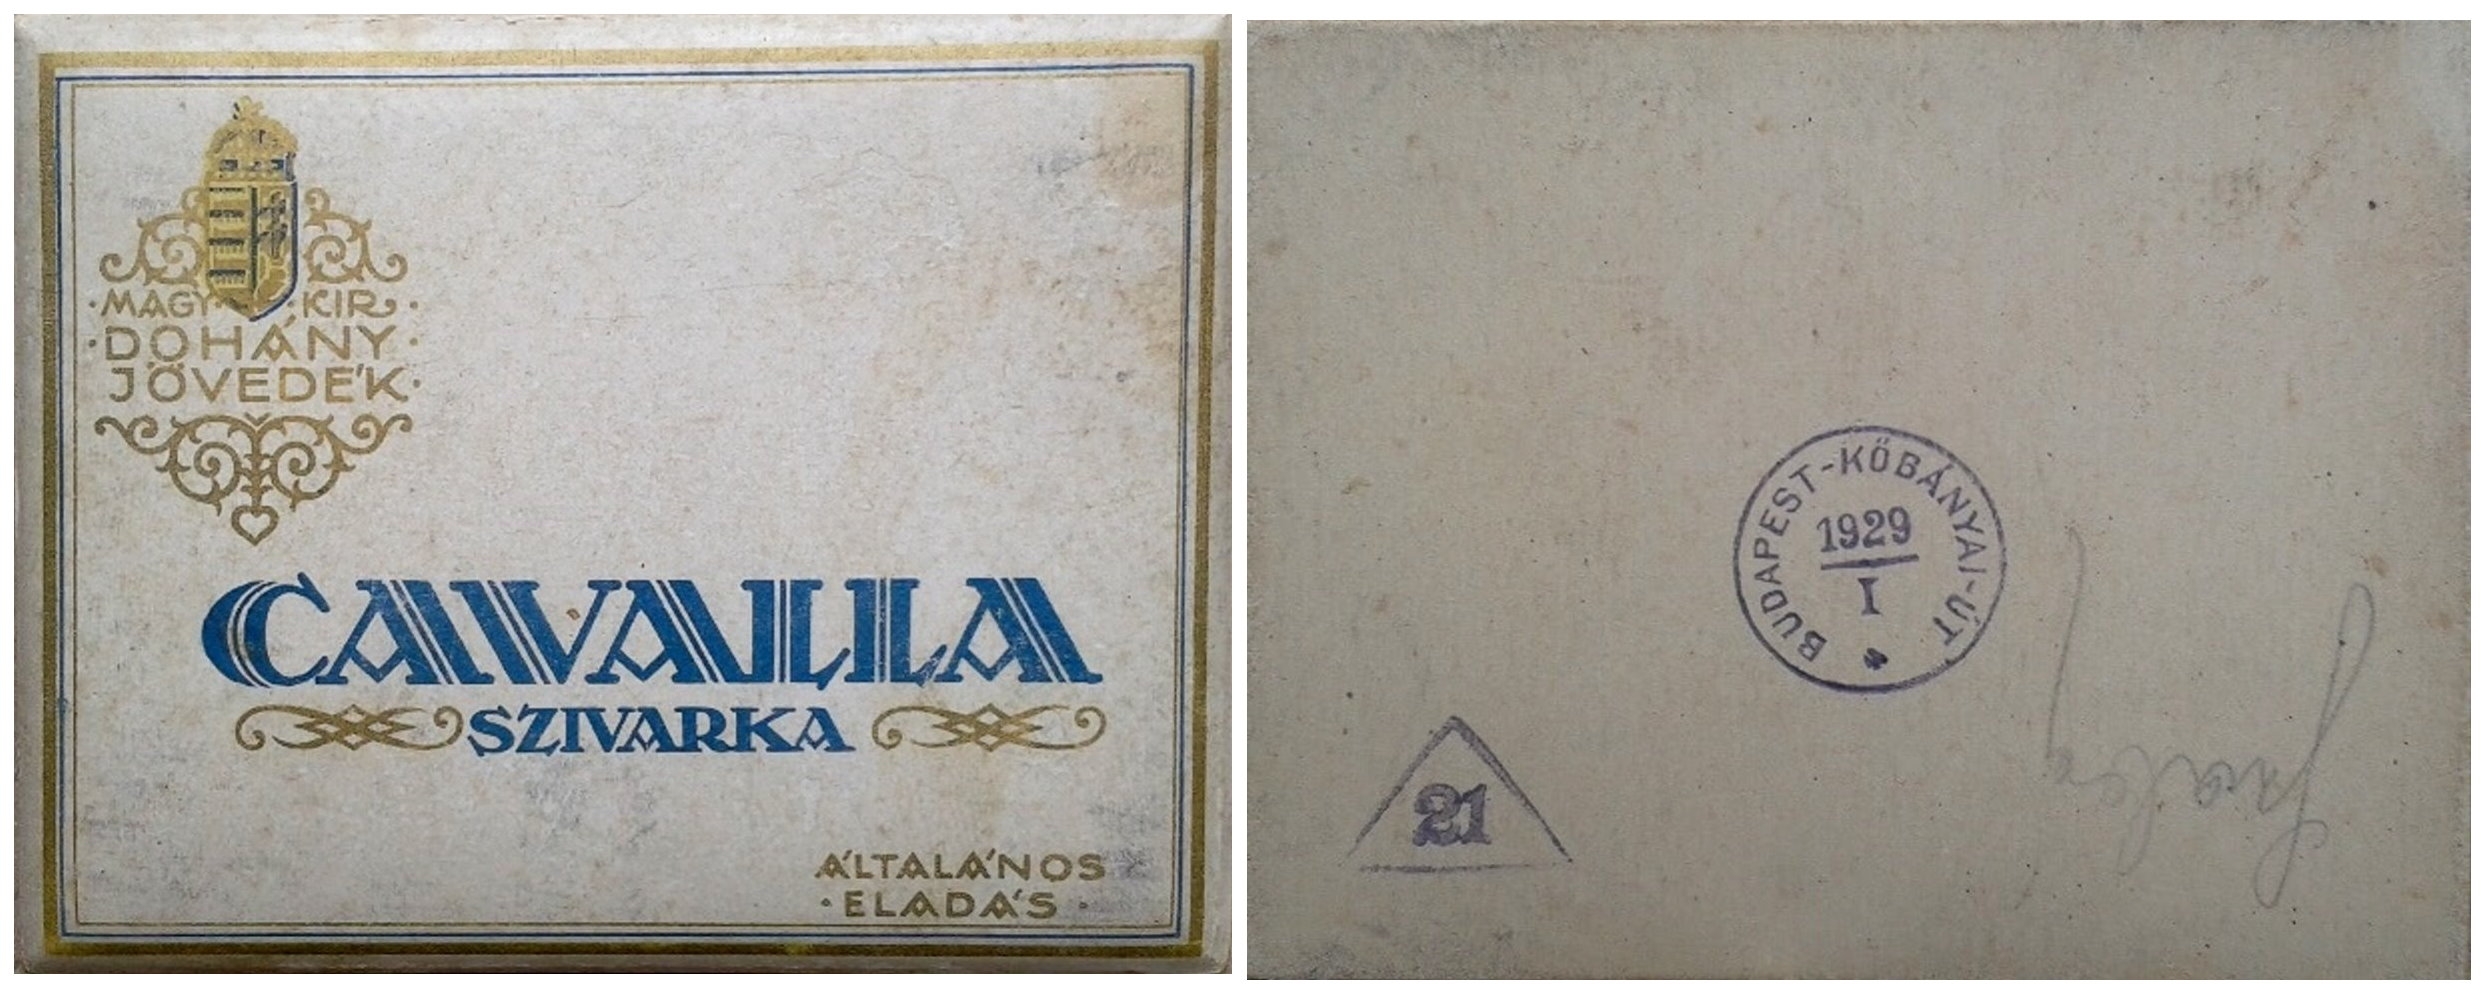 ·MAGY· ·KIR·
·DOHÁNY·
JÖVEDÉK·
CAVALLA
SZIVARKA
ÁLTALÁNOS
·ELADÁS·
BUDAPEST-KŐBÁNYAI-ÚT
1929
I
21